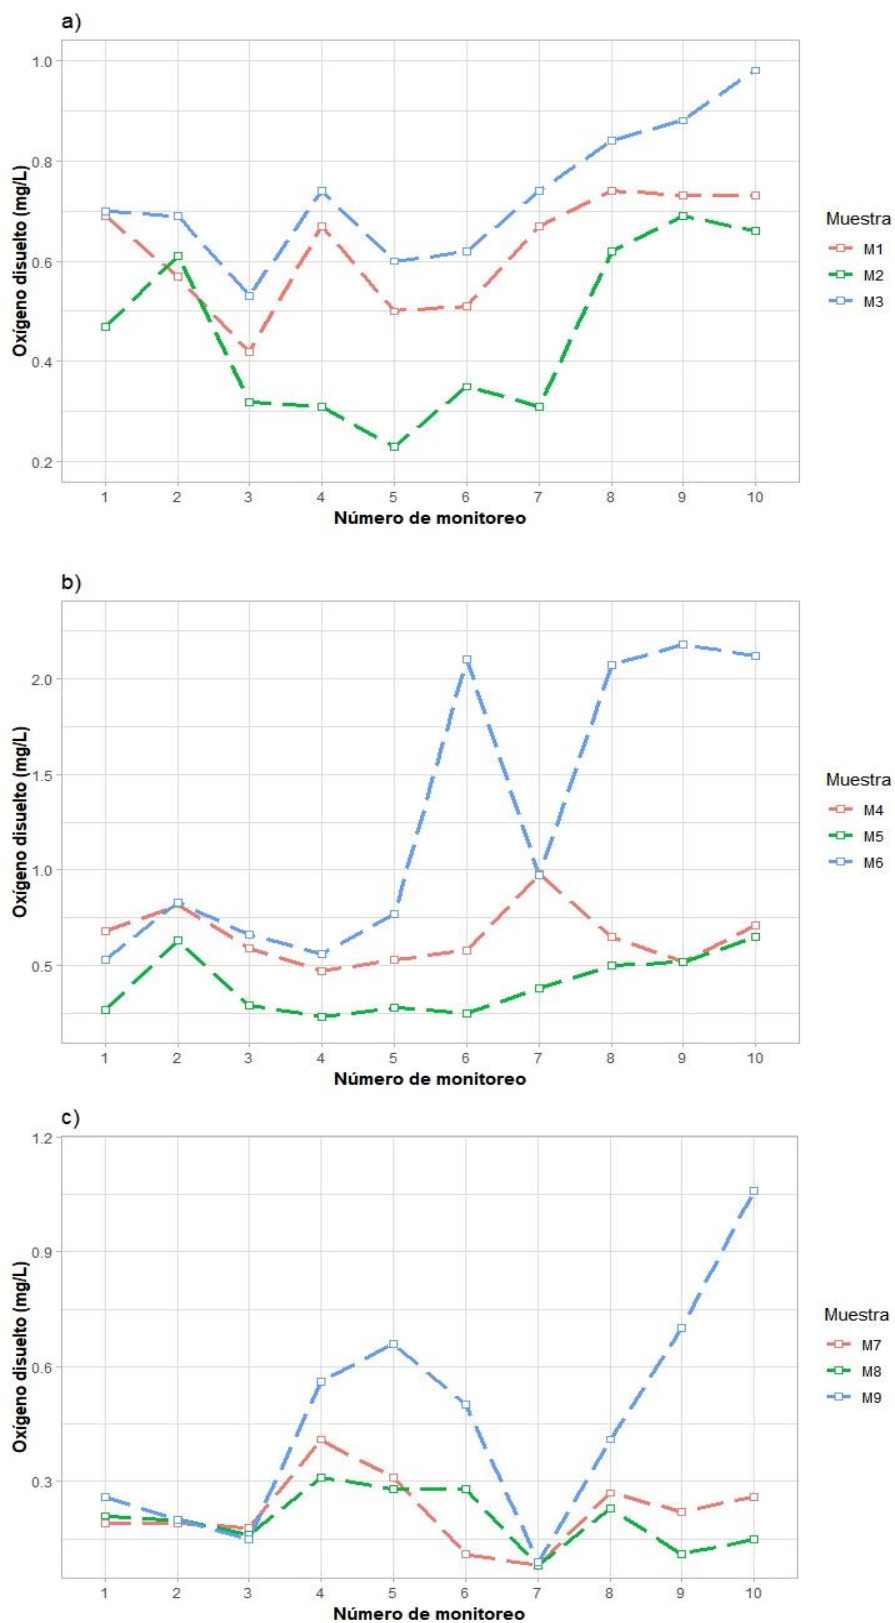 a)
1.0
0.8
0.6
0.4
0.2
Oxígeno disuelto (mg/L)
1 2 3 4 5 6 7 8 9 10
Número de monitoreo
Muestra
M1
M2
M3
b)
2.0
1.5
1.0
0.5
Oxígeno disuelto (mg/L)
1 2 3 4 5 6 7 8 9 10
Número de monitoreo
Muestra
M4
M5
M6
c)
1.2
0.9
0.6
0.3
Oxígeno disuelto (mg/L)
1 2 3 4 5 6 7 8 9 10
Número de monitoreo
Muestra
M7
M8
M9